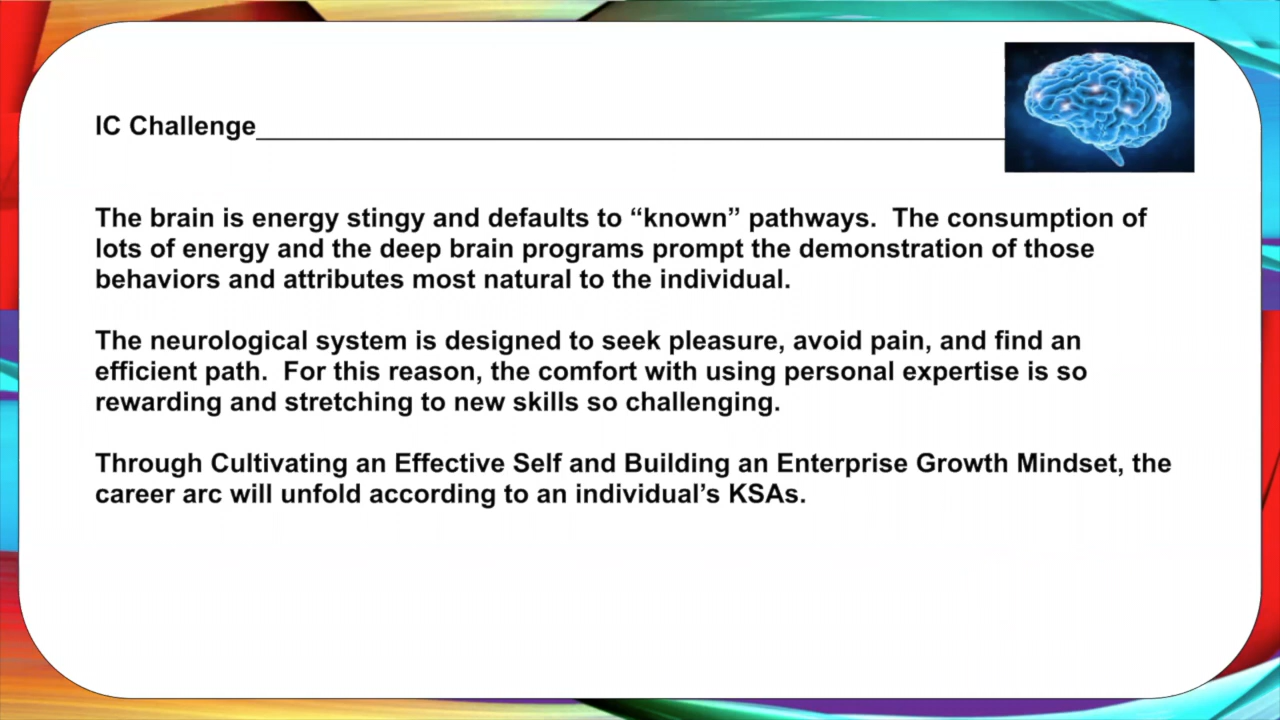 IC Challenge
The brain is energy stingy and defaults to “known” pathways.  The consumption of
lots of energy and the deep brain programs prompt the demonstration of those
behaviors and attributes most natural to the individual.
The neurological system is designed to seek pleasure, avoid pain, and find an
efficient path.  For this reason, the comfort with using personal expertise is so
rewarding and stretching to new skills so challenging.
Through Cultivating an Effective Self and Building an Enterprise Growth Mindset, the
career arc will unfold according to an individual’s KSAs.